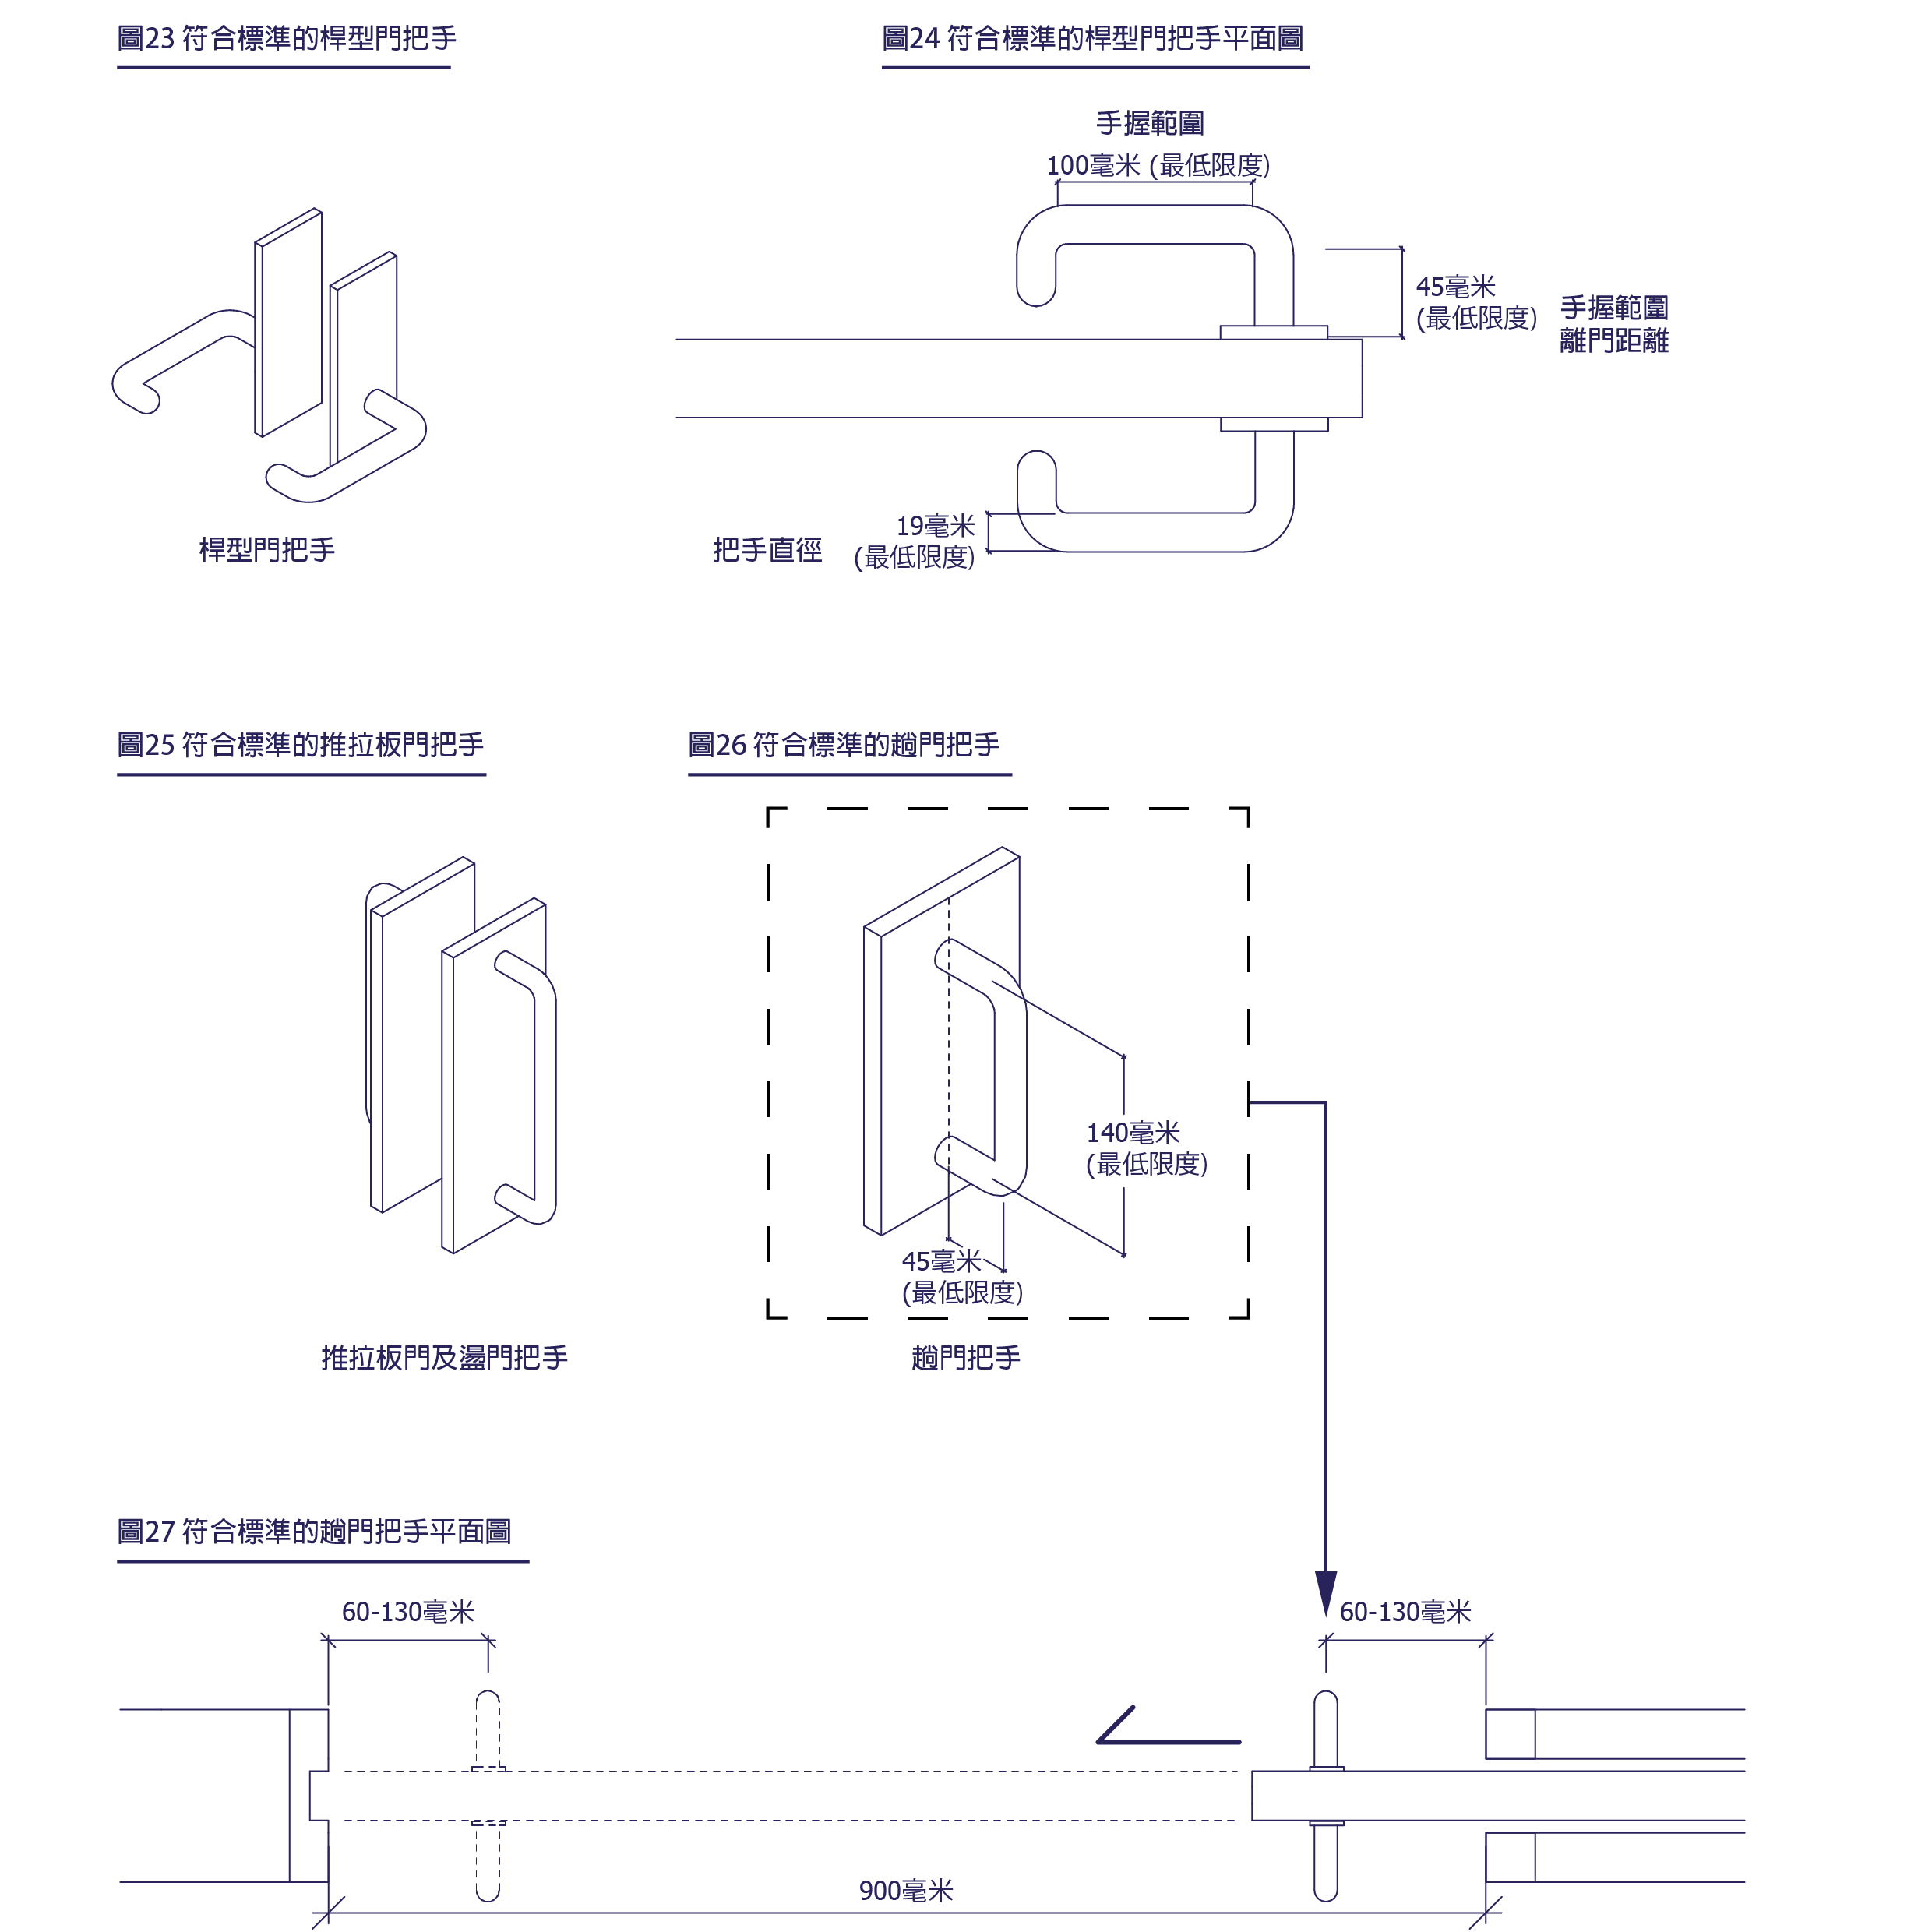 圖23 符合標準的桿型門把手
圖24 符合標準的桿型門把手平面圖
手握範圍
100毫米 (最低限度)
45毫米
(最低限度)
手握範圍
離門距離
19毫米
(最低限度)
把手直徑
桿型門把手
圖25 符合標準的推拉板門把手
圖26 符合標準的趟門把手
140毫米
(最低限度)
45毫米
(最低限度)
推拉板門及盪門把手
趟門把手
圖27 符合標準的趟門把手平面圖
60-130毫米
60-130毫米
900毫米